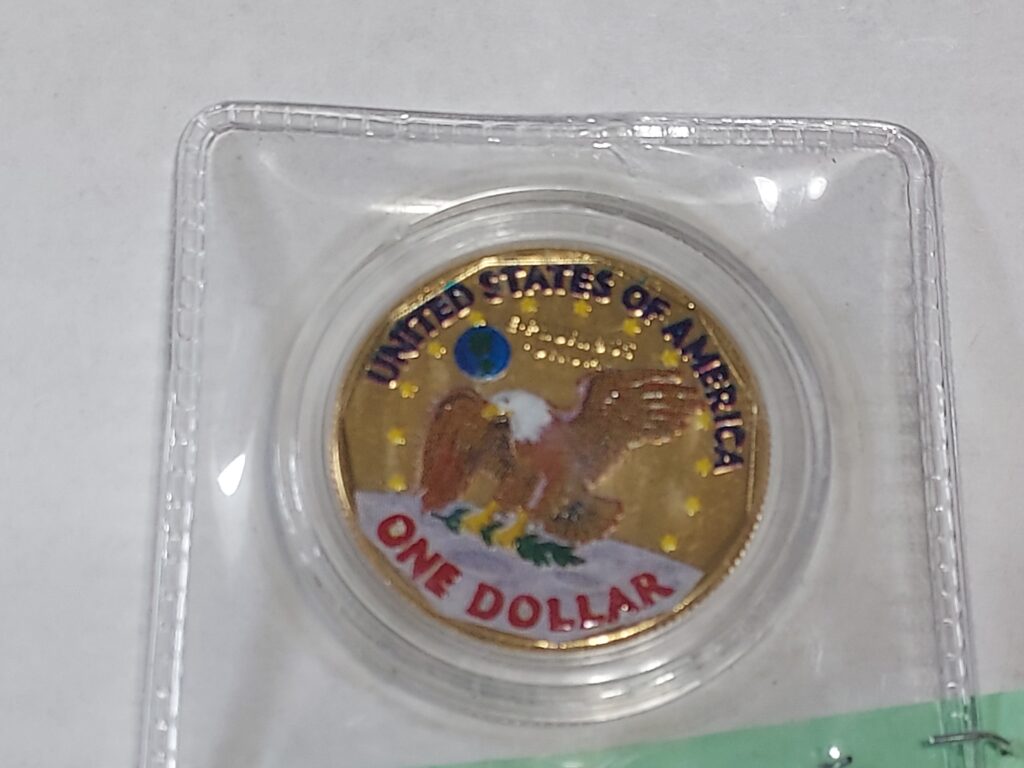 UNITED STATES OF AMERICA
ONE DOLLAR